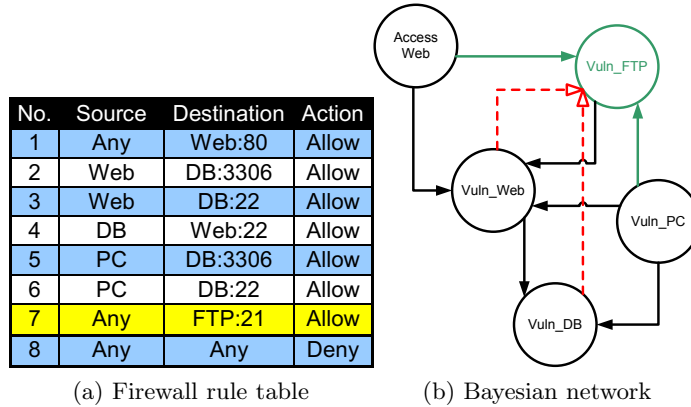 No. Source Destination Action
1 Any Web:80 Allow
2 Web DB:3306 Allow
3 Web DB:22 Allow
4 DB Web:22 Allow
5 PC DB:3306 Allow
6 PC DB:22 Allow
7 Any FTP:21 Allow
8 Any Any Deny
(a) Firewall rule table
Access
Web
Vuln_FTP
Vuln_Web
Vuln_PC
Vuln_DB
(b) Bayesian network